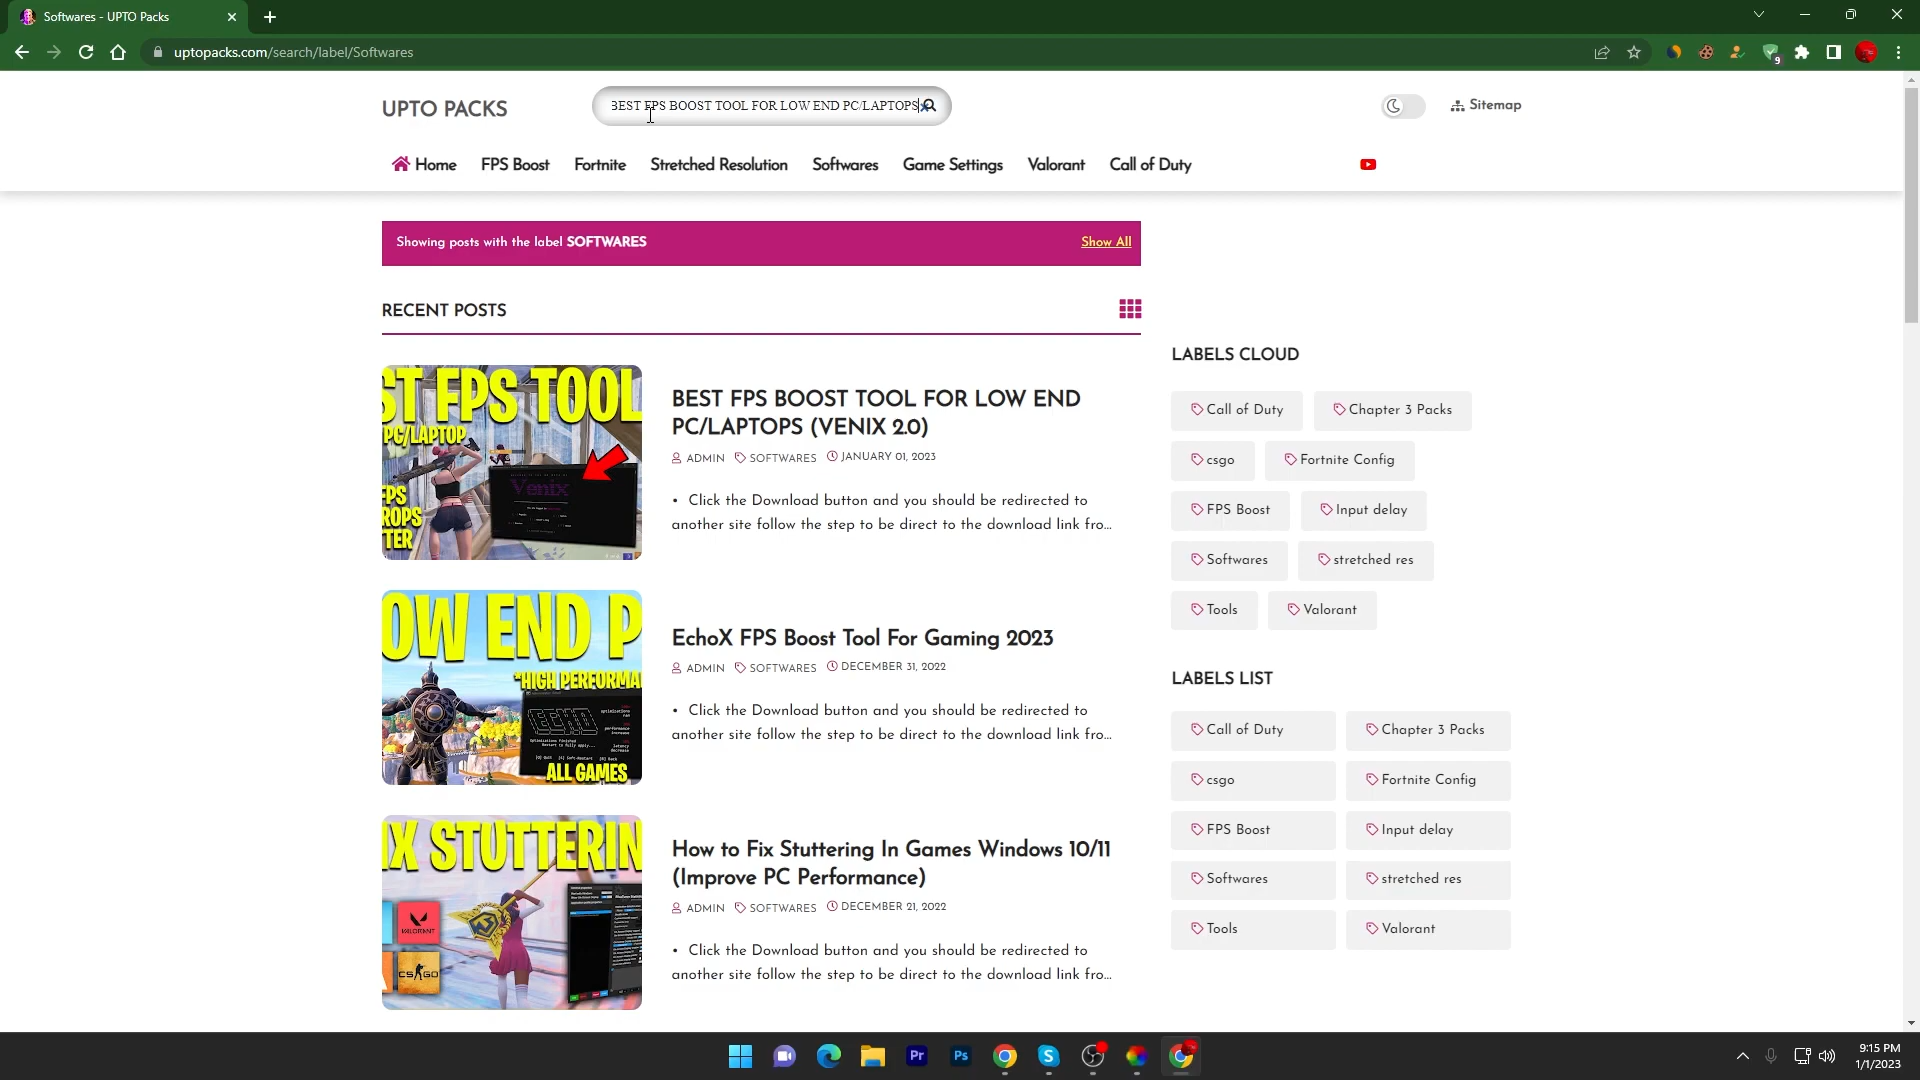 Softwares - UPTO Packs
uptopacks.com/search/label/Softwares
9
UPTO PACKS
BEST FPS BOOST TOOL FOR LOW END PC/LAPTOPS
Sitemap
Home FPS Boost Fortnite Stretched Resolution Softwares Game Settings Valorant Call of Duty
Showing posts with the label SOFTWARES
Show All
RECENT POSTS
ST FPS TOOL
PC/LAPTOP
Venix
FPS
ROPS
TER
BEST FPS BOOST TOOL FOR LOW END
PC/LAPTOPS (VENIX 2.0)
ADMIN SOFTWARES JANUARY 01, 2023
• Click the Download button and you should be redirected to
another site follow the step to be direct to the download link fro...
OW END P
*HIGH PERFORMA
ECHO
ALL GAMES
EchoX FPS Boost Tool For Gaming 2023
ADMIN SOFTWARES DECEMBER 31, 2022
• Click the Download button and you should be redirected to
another site follow the step to be direct to the download link fro...
IX STUTTERIN
VALORANT
CS:GO
How to Fix Stuttering In Games Windows 10/11
(Improve PC Performance)
ADMIN SOFTWARES DECEMBER 21, 2022
• Click the Download button and you should be redirected to
another site follow the step to be direct to the download link fro...
LABELS CLOUD
Call of Duty Chapter 3 Packs
csgo Fortnite Config
FPS Boost Input delay
Softwares stretched res
Tools Valorant
LABELS LIST
Call of Duty Chapter 3 Packs
csgo Fortnite Config
FPS Boost Input delay
Softwares stretched res
Tools Valorant
Pr
Ps
S
9:15 PM
1/1/2023